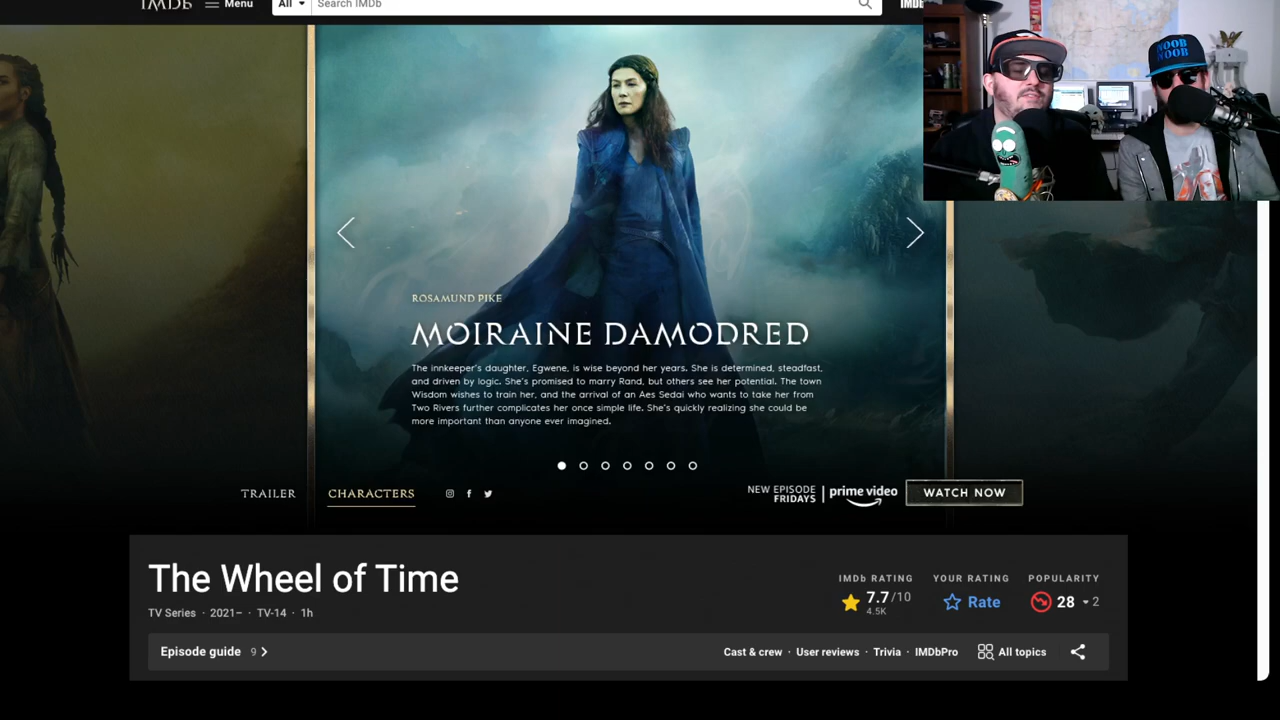 IMDb Menu All Search IMDb IMDb
NOOB
NOOB
ROSAMUND PIKE
MOIRAINE DAMODRED
The innkeeper's daughter, Egwene, is wise beyond her years. She is determined, steadfast,
and driven by logic. She's promised to marry Rand, but others see her potential. The town
Wisdom wishes to train her, and the arrival of an Aes Sedai who wants to take her from
Two Rivers further complicates her once simple life. She's quickly realizing she could be
more important than anyone ever imagined.
TRAILER CHARACTERS
NEW EPISODE
FRIDAYS
prime video
WATCH NOW
The Wheel of Time
TV Series · 2021– · TV-14 · 1h
IMDb RATING YOUR RATING POPULARITY
7.7/10 Rate 28 2
4.5K
Episode guide 9 Cast & crew · User reviews · Trivia · IMDbPro All topics